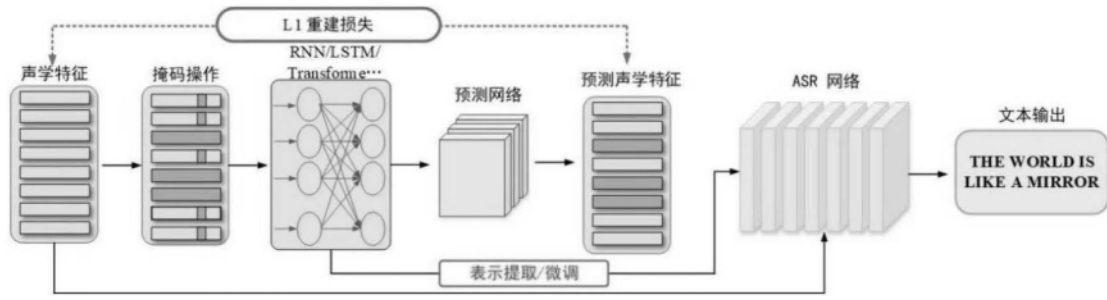 L1 重建损失
RNN/LSTM/
Transforme…
声学特征
掩码操作
预测网络
预测声学特征
ASR 网络
文本输出
THE WORLD IS
LIKE A MIRROR
表示提取/微调